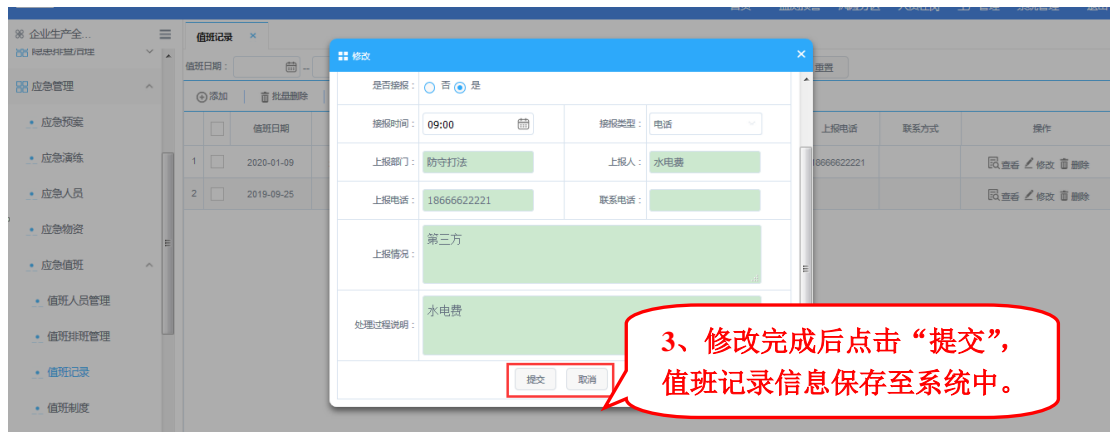 企业生产全...
值班记录 ×
值班日期：
重置
应急管理
添加 批量删除
值班日期 上报电话 联系方式 操作
1 2020-01-09 18666622221 查看 修改 删除
2 2019-09-25 查看 修改 删除
应急预案
应急演练
应急人员
应急物资
应急值班
值班人员管理
值班排班管理
值班记录
值班制度
修改 ×
是否接报： 否 是
接报时间： 09:00 接报类型： 电话
上报部门： 防守打法 上报人： 水电费
上报电话： 18666622221 联系电话：
上报情况： 第三方
处理过程说明： 水电费
提交 取消
3、修改完成后点击“提交”，
值班记录信息保存至系统中。